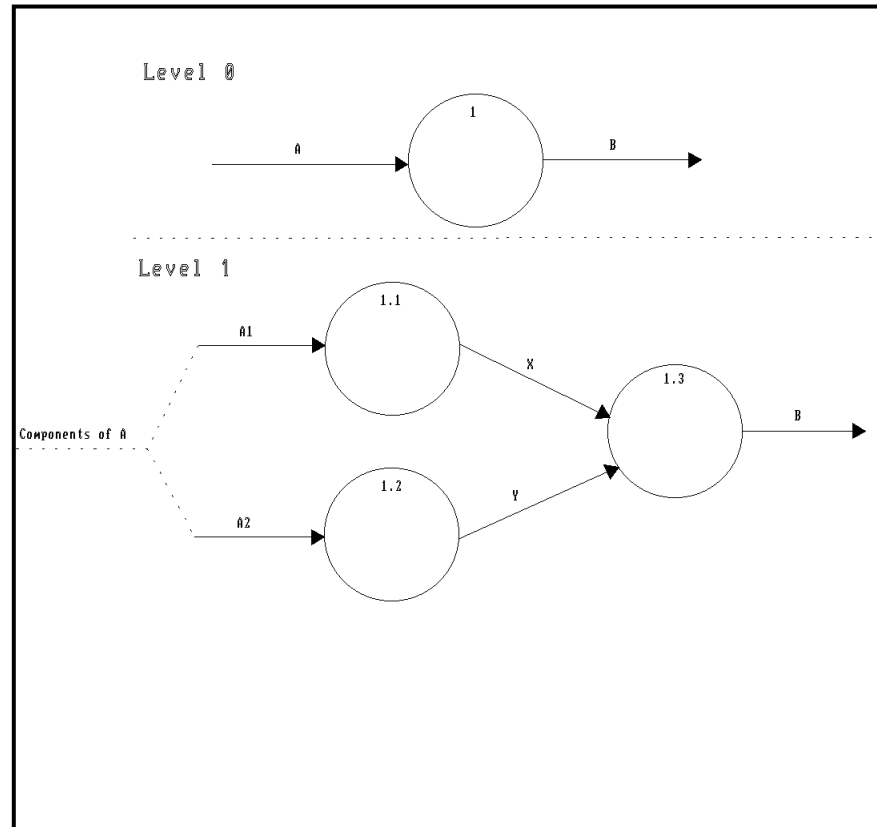 Level 0
1
A
B
Level 1
1.1
A1
X
1.3
Components of A
B
1.2
A2
Y